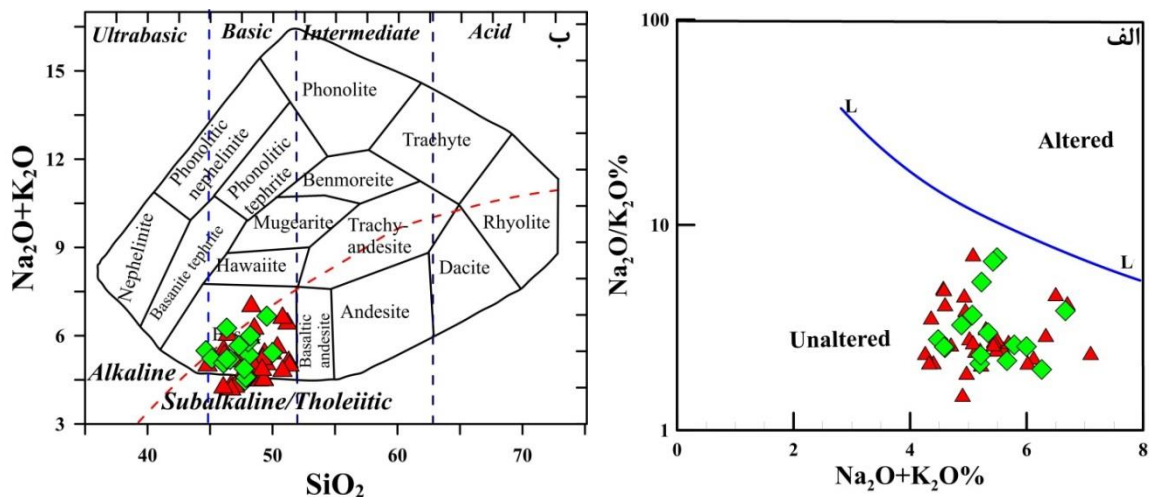 Ultrabasic Basic Intermediate Acid ب
Phonolite
Trachyte
Phonolitic
nephelinite
Phonolitic
tephrite
Benmoreite
Mugearite
Trachy-
andesite
Rhyolite
Nephelinite
Basanite tephrite
Hawaiite
Dacite
Andesite
Basaltic
andesite
Alkaline
Subalkaline/Tholeiitic
15
12
9
6
3
40 50 60 70
Na₂O+K₂O
SiO₂
الف
100
10
1
L
L
Altered
Unaltered
0 2 4 6 8
Na₂O/K₂O%
Na₂O+K₂O%